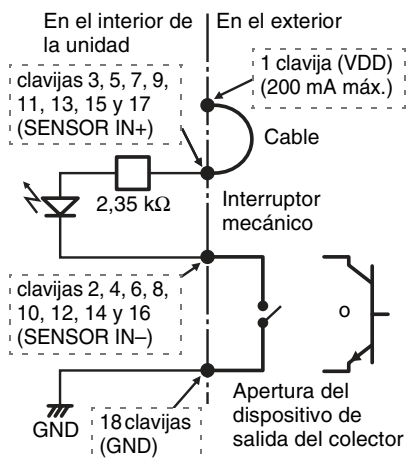 En el interior de
la unidad
En el exterior
clavijas 3, 5, 7, 9,
11, 13, 15 y 17
(SENSOR IN+)
1 clavija (VDD)
(200 mA máx.)
Cable
2,35 kΩ
Interruptor
mecánico
clavijas 2, 4, 6, 8,
10, 12, 14 y 16
(SENSOR IN–)
o
GND
18 clavijas
(GND)
Apertura del
dispositivo de
salida del colector